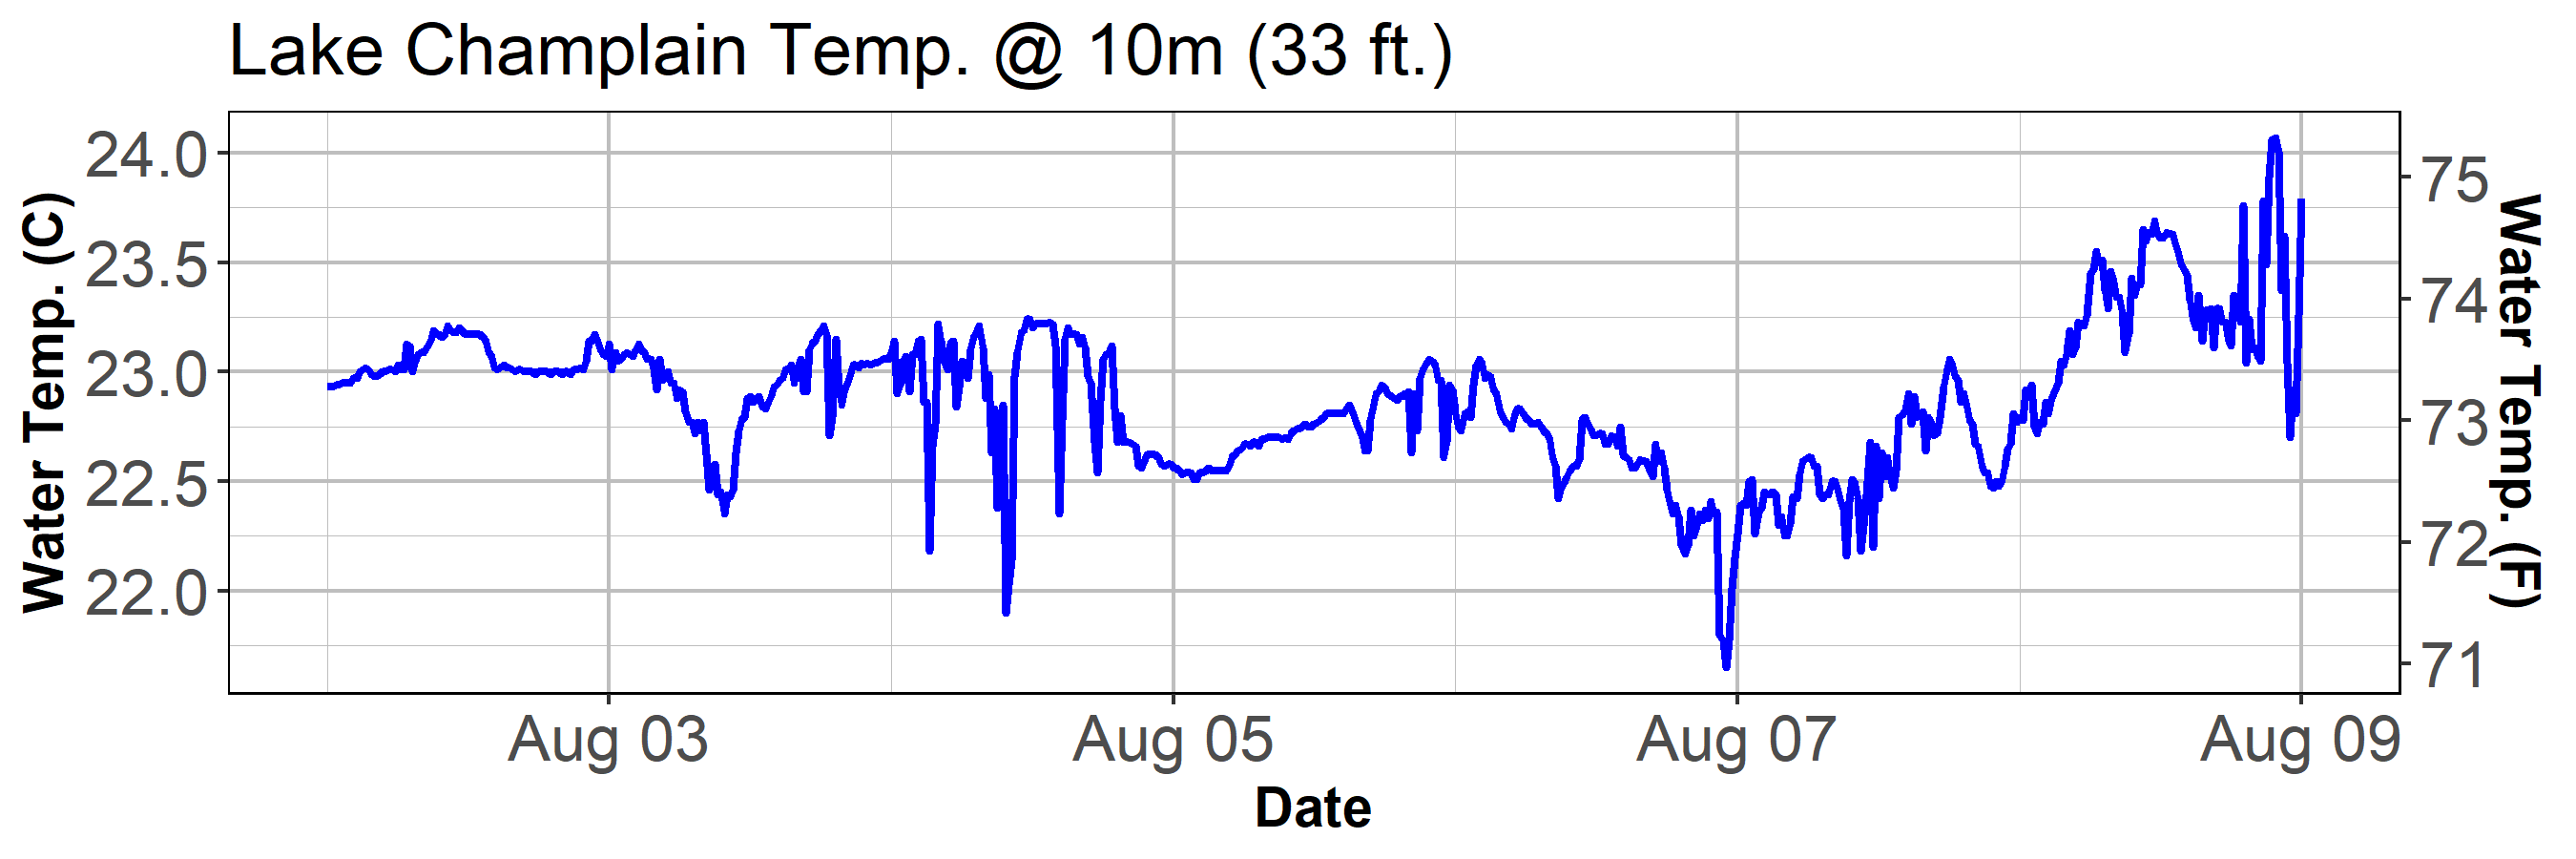 Lake Champlain Temp. @ 10m (33 ft.)
Water Temp. (C)
24.0
23.5
23.0
22.5
22.0
75
74
73
72
71
Water Temp. (F)
Aug 03 Aug 05 Aug 07 Aug 09
Date